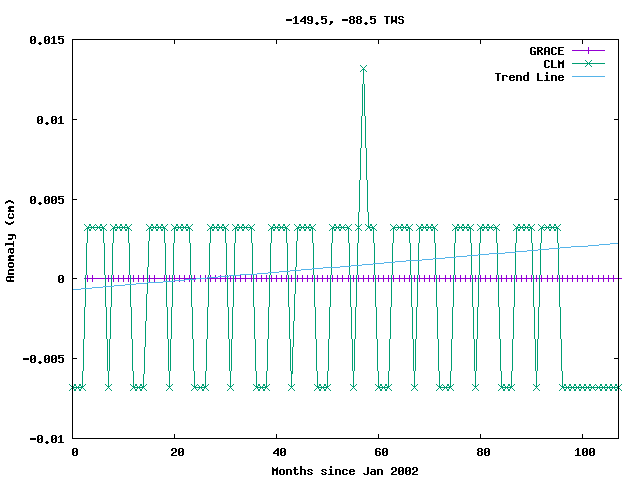 -149.5, -88.5 TWS
0.015
0.01
0.005
0
-0.005
-0.01
Anomaly (cm)
GRACE
CLM
Trend Line
0 20 40 60 80 100
Months since Jan 2002